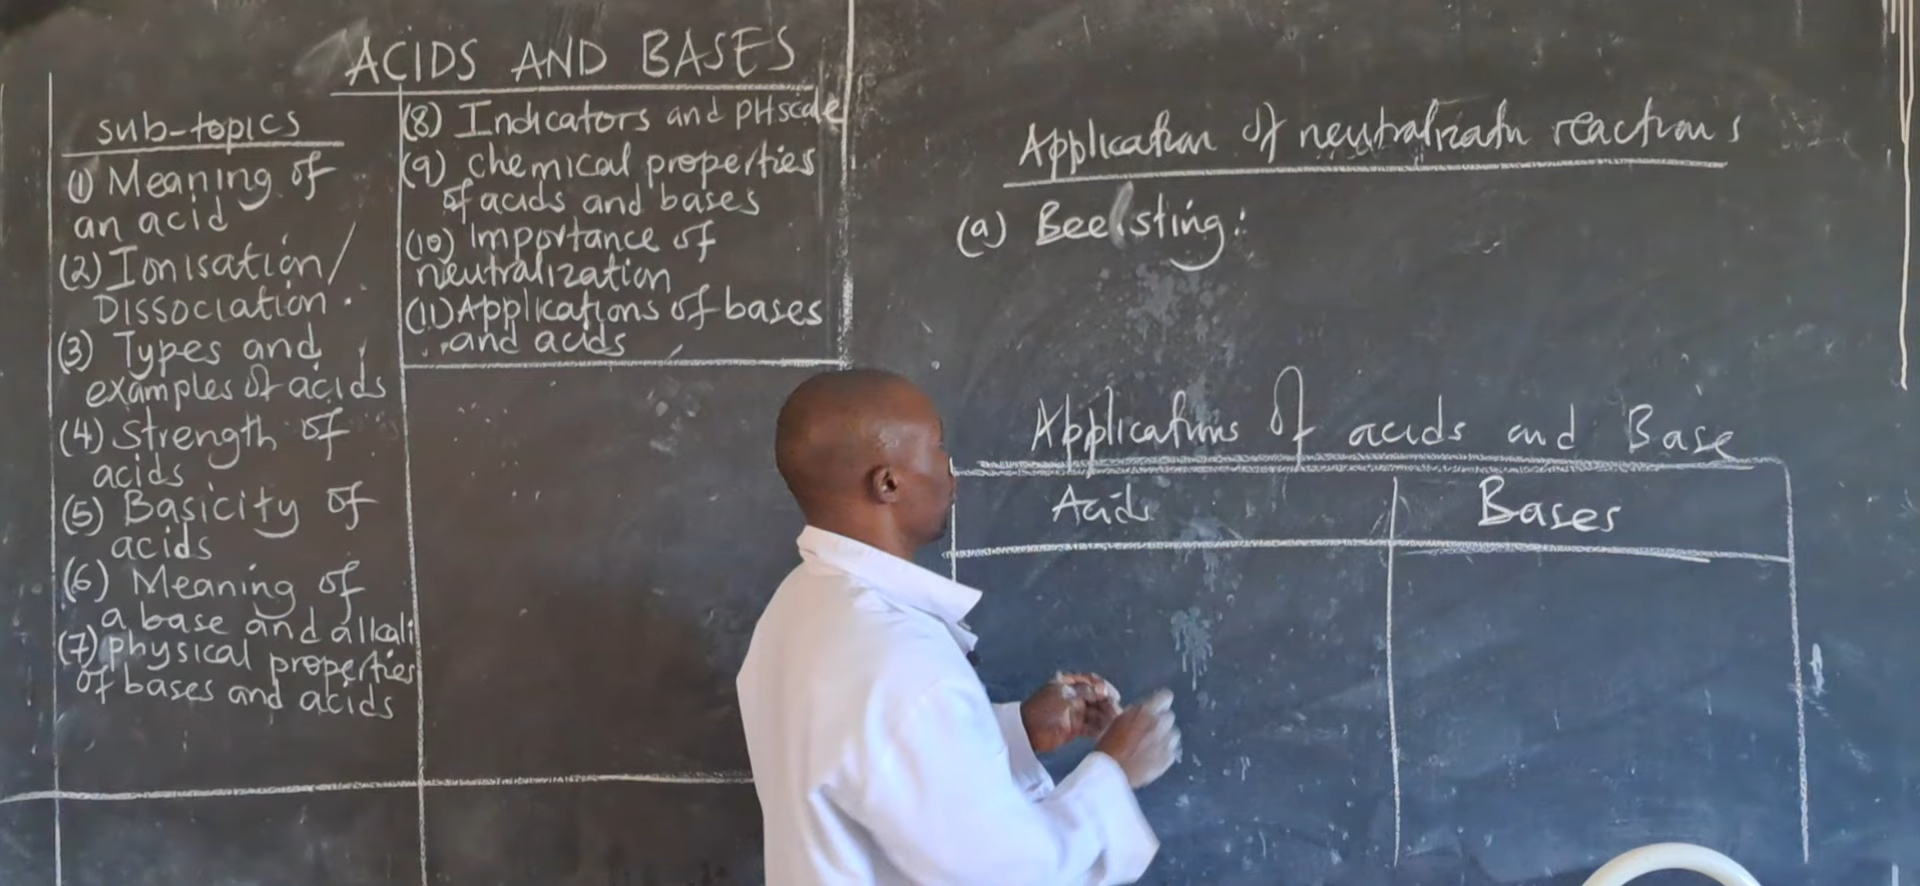 ACIDS AND BASES
sub-topics
(1) Meaning of
an acid
(2) Ionisation/
Dissociation.
(3) Types and
examples of acids
(4) strength of
acids
(5) Basicity of
acids
(6) Meaning of
a base and alkali
(7) physical properties
of bases and acids
(8) Indicators and pH scale
(9) chemical properties
of acids and bases
(10) Importance of
neutralization
(11) Applications of bases
and acids
Application of neutralizatn reactions
(a) Bee sting:
Applications of acids and Base
Acids
Bases